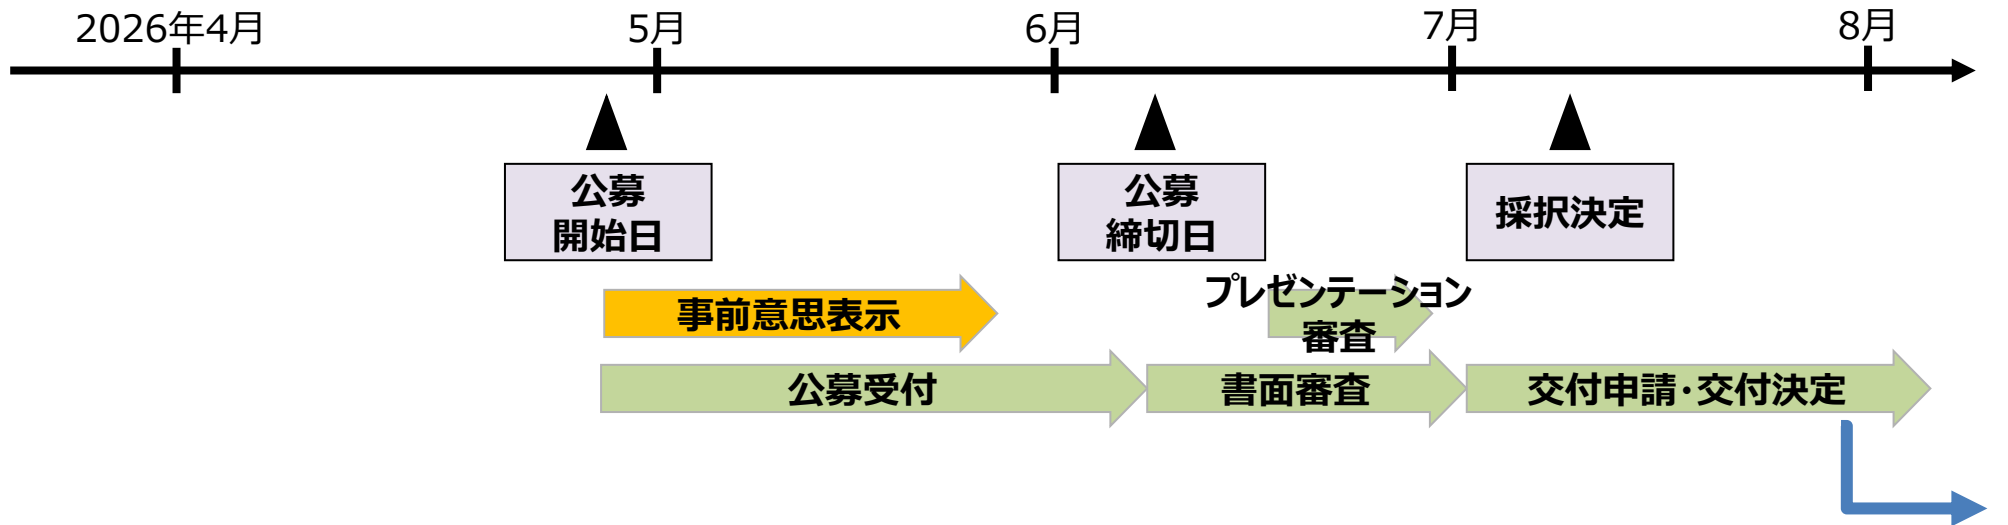 2026年4月
5月
6月
7月
8月
公募
開始日
公募
締切日
採択決定
事前意思表示
プレゼンテーション
審査
公募受付
書面審査
交付申請・交付決定